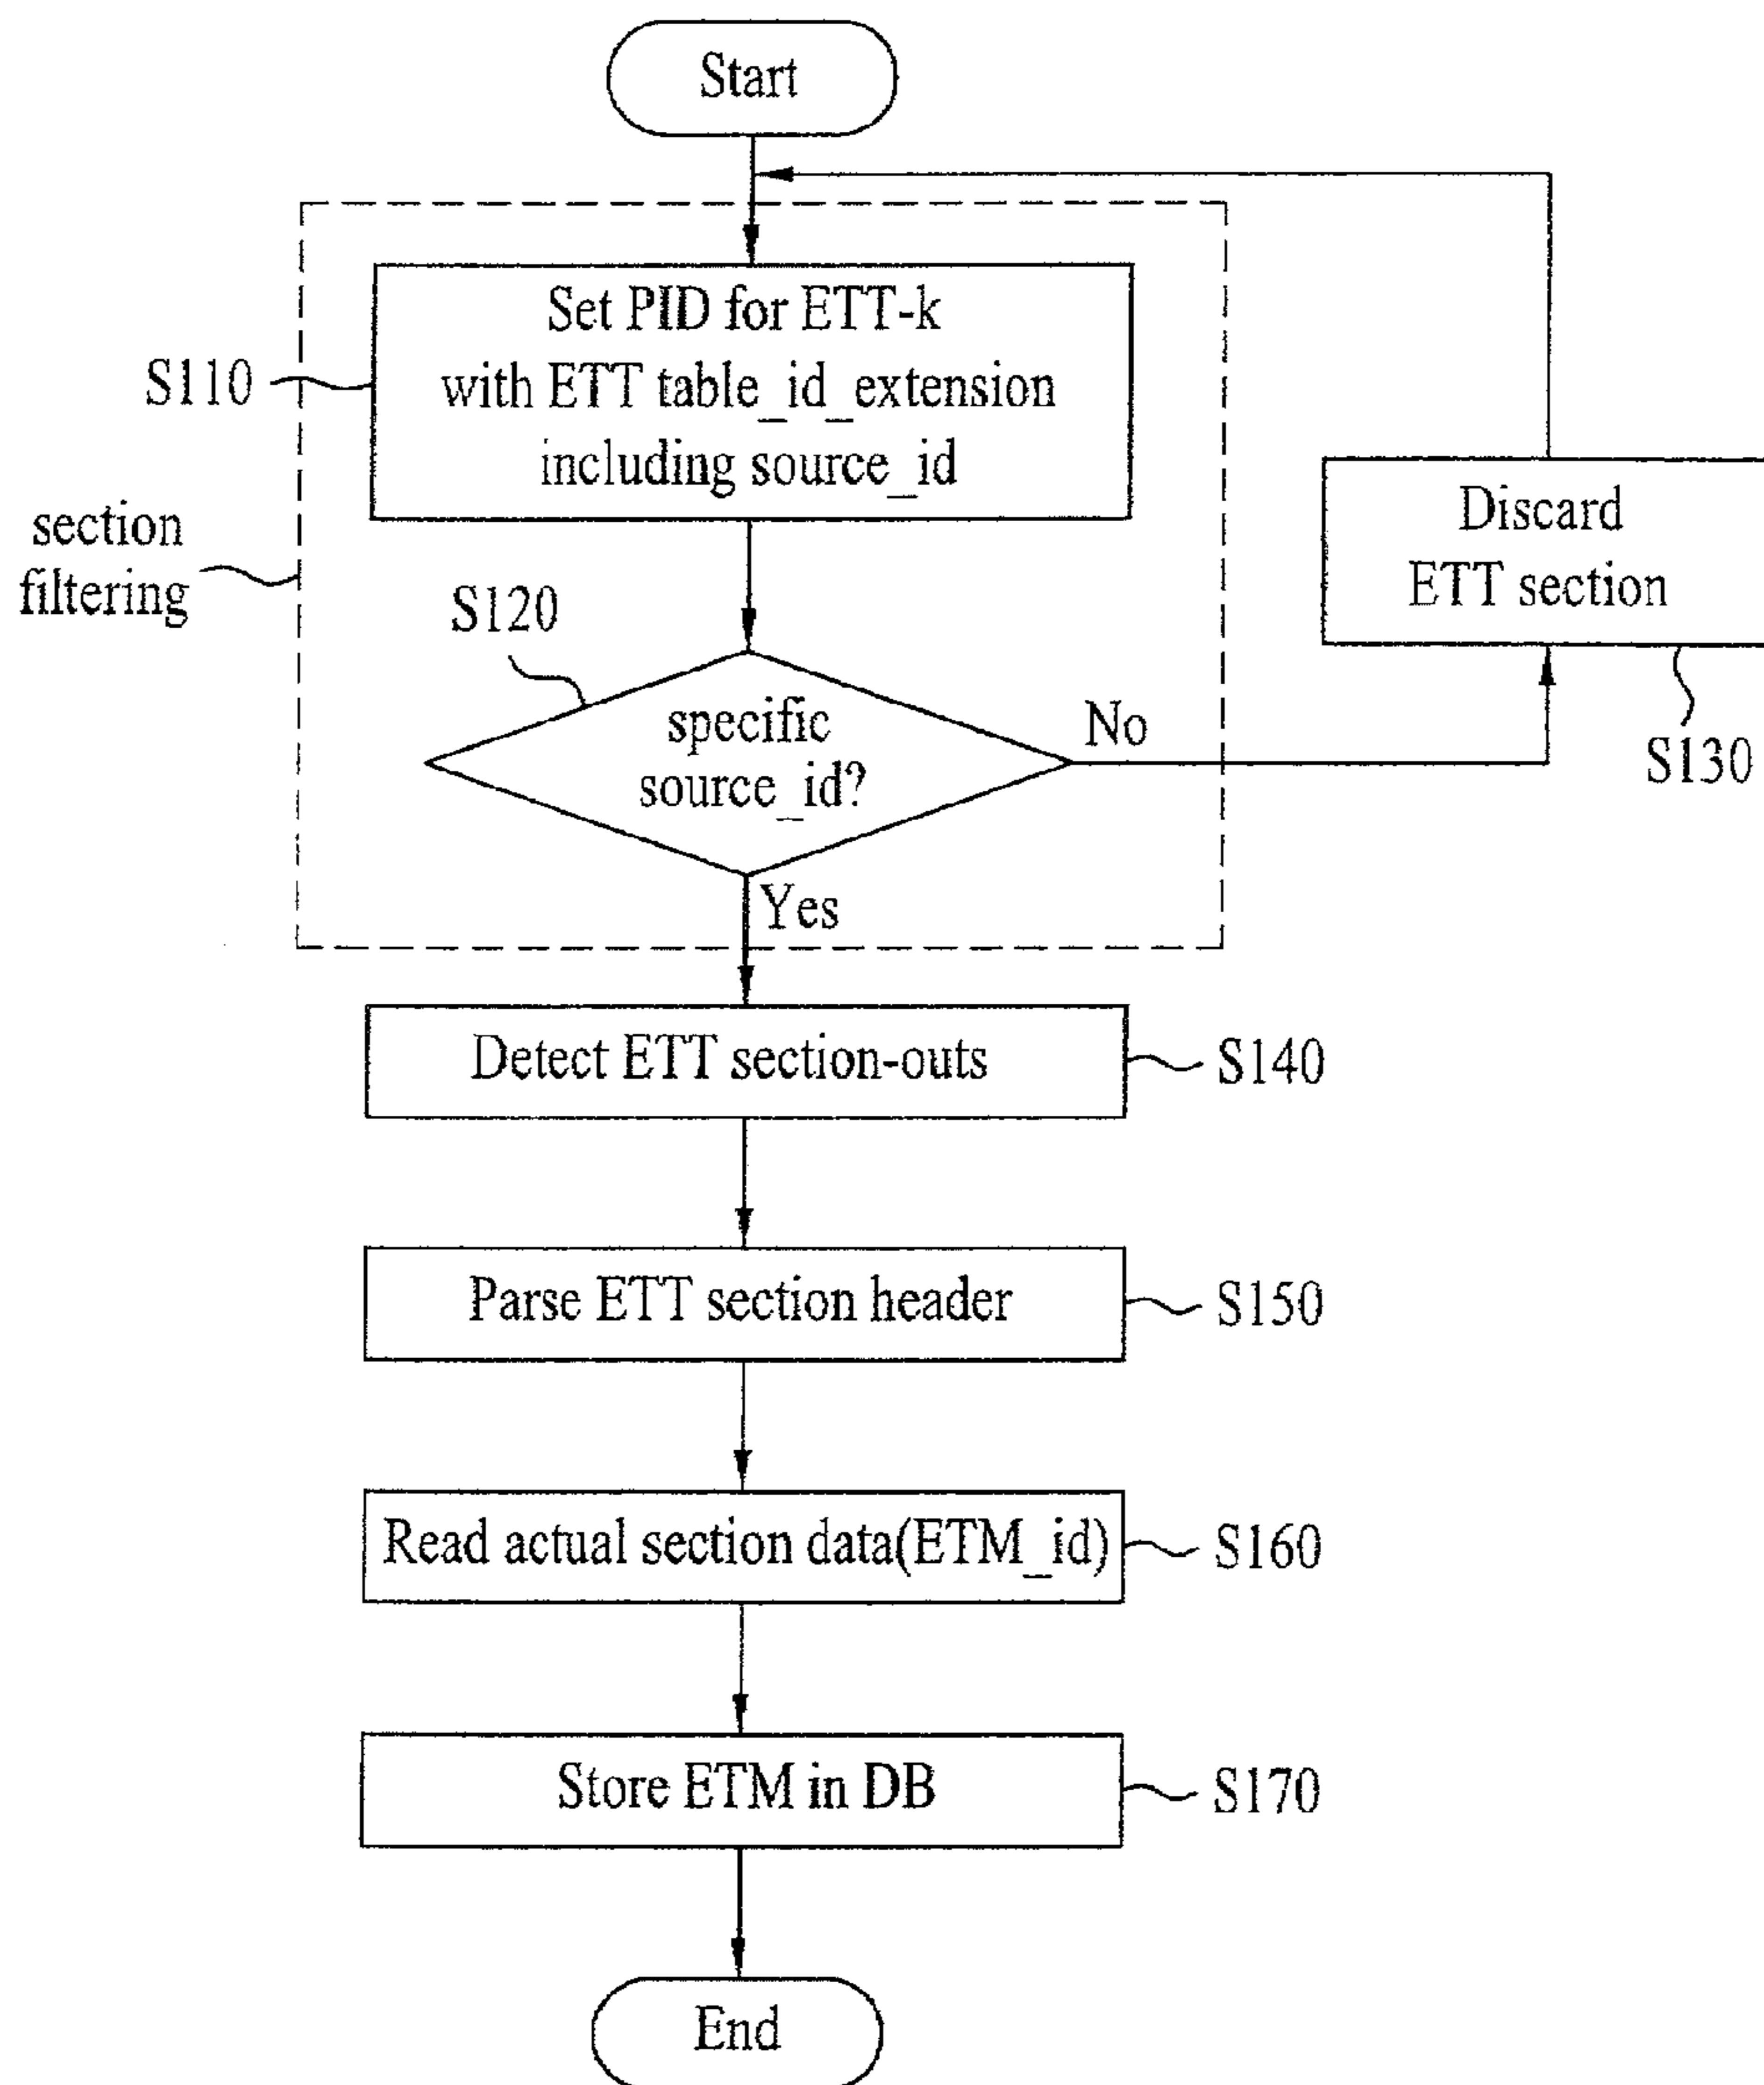 Start
Set PID for ETT-k
with ETT table_id_extension
including source_id
S110
section
filtering
Discard
ETT section
S130
S120
specific
source_id?
No
Yes
Detect ETT section-outs
S140
Parse ETT section header
S150
Read actual section data(ETM_id)
S160
Store ETM in DB
S170
End